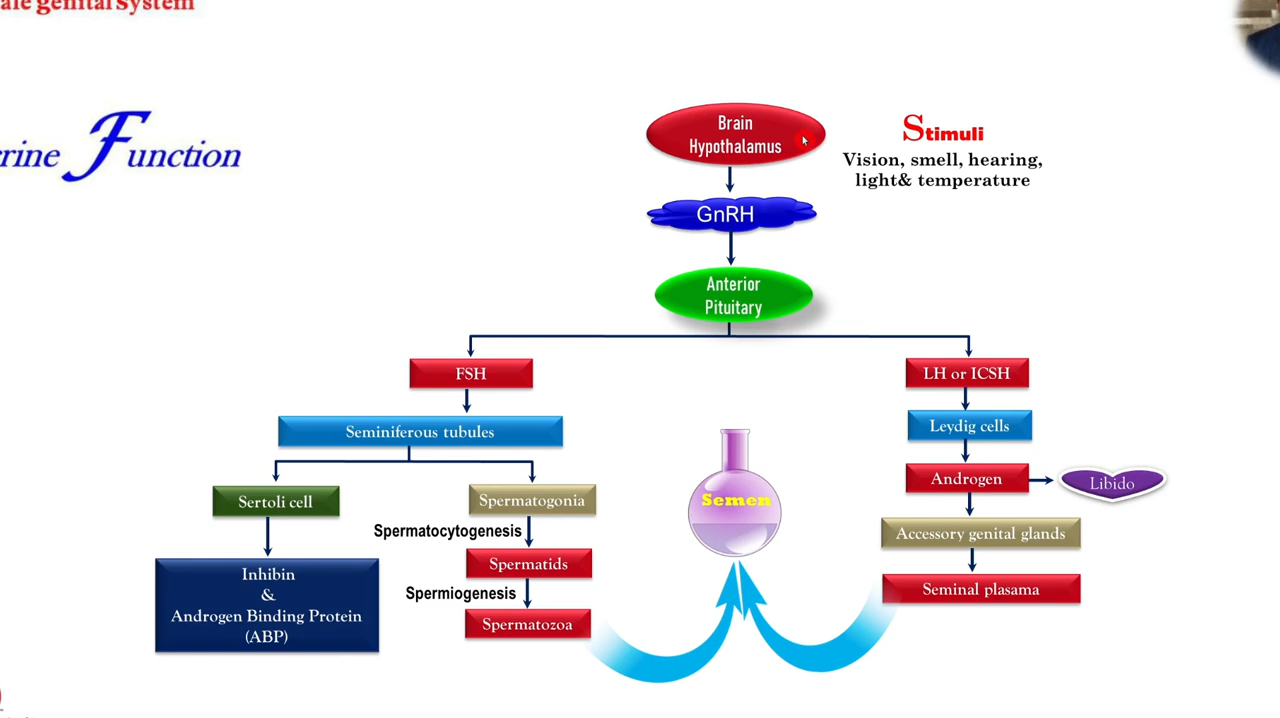 ale genital system
rine Function
Brain
Hypothalamus
Stimuli
Vision, smell, hearing,
light& temperature
GnRH
Anterior
Pituitary
FSH
LH or ICSH
Seminiferous tubules
Leydig cells
Sertoli cell
Spermatogonia
Semen
Androgen
Libido
Spermatocytogenesis
Accessory genital glands
Spermatids
Inhibin
&
Androgen Binding Protein
(ABP)
Spermiogenesis
Seminal plasama
Spermatozoa